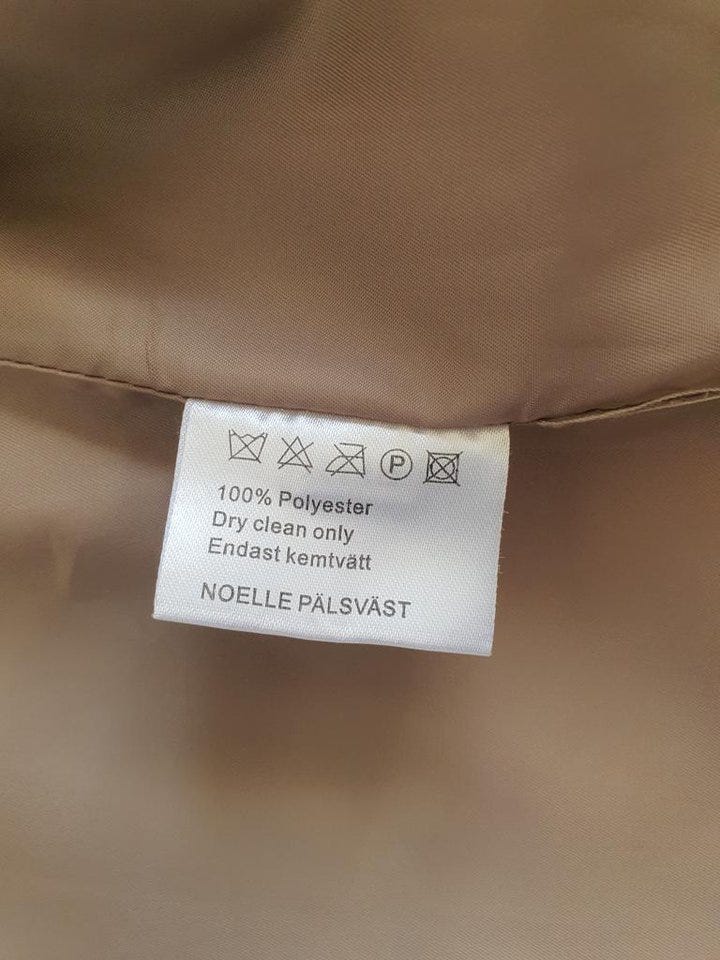 P
100% Polyester
Dry clean only
Endast kemtvätt
NOELLE PÄLSVÄST